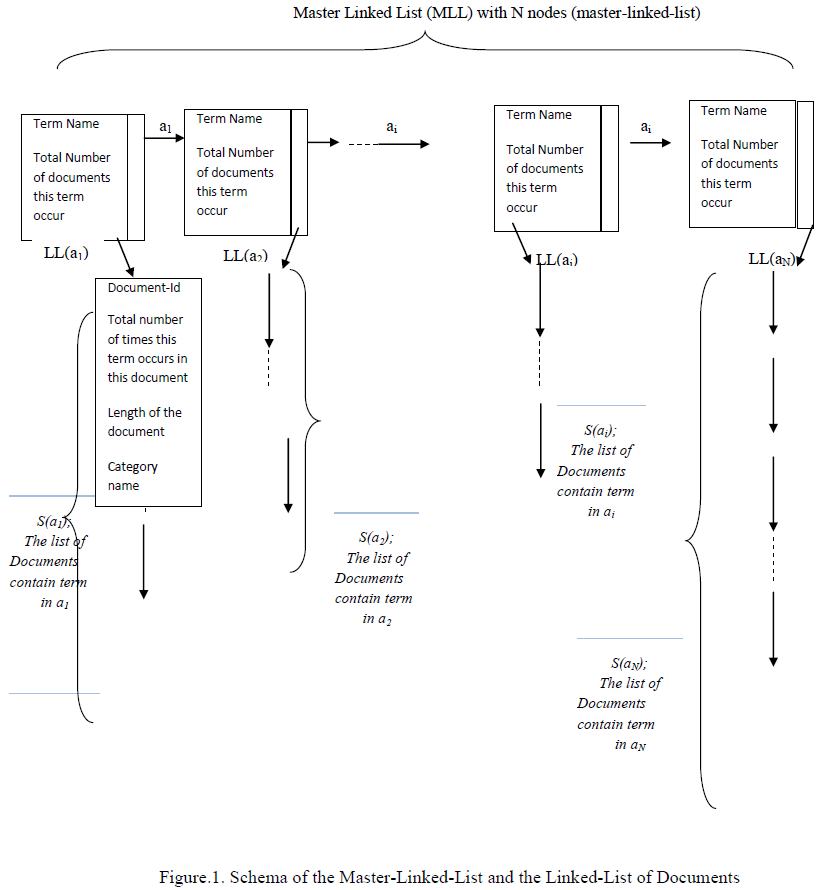 Master Linked List (MLL) with N nodes (master-linked-list)
Term Name
Total Number
of documents
this term
occur
a1
Term Name
Total Number
of documents
this term
occur
ai
Term Name
Total Number
of documents
this term
occur
ai
Term Name
Total Number
of documents
this term
occur
LL(a1)
LL(a2)
LL(ai)
LL(aN)
Document-Id
Total number
of times this
term occurs in
this document
Length of the
document
Category
name
S(a1);
The list of
Documents
contain term
in a1
S(a2);
The list of
Documents
contain term
in a2
S(ai);
The list of
Documents
contain term
in ai
S(aN);
The list of
Documents
contain term
in aN
Figure.1. Schema of the Master-Linked-List and the Linked-List of Documents